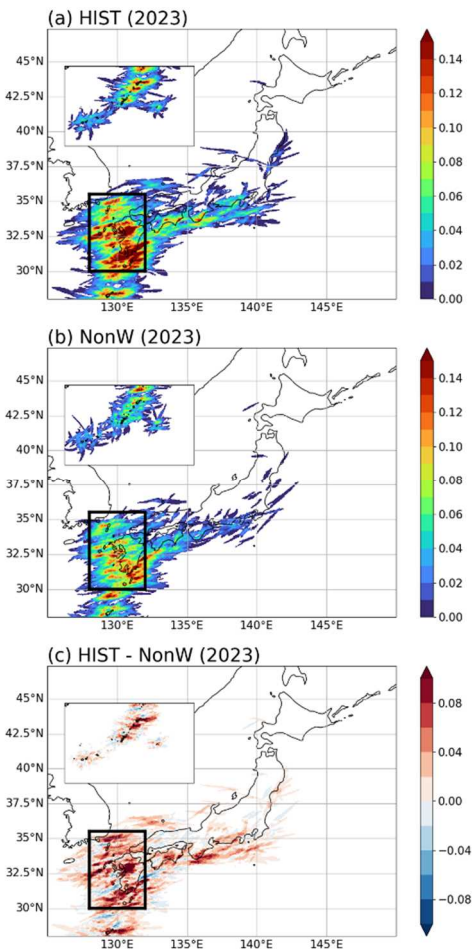 (a) HIST (2023)
45°N
42.5°N
40°N
37.5°N
35°N
32.5°N
30°N
130°E 135°E 140°E 145°E
0.14
0.12
0.10
0.08
0.06
0.04
0.02
0.00
(b) NonW (2023)
45°N
42.5°N
40°N
37.5°N
35°N
32.5°N
30°N
130°E 135°E 140°E 145°E
0.14
0.12
0.10
0.08
0.06
0.04
0.02
0.00
(c) HIST - NonW (2023)
45°N
42.5°N
40°N
37.5°N
35°N
32.5°N
30°N
130°E 135°E 140°E 145°E
0.08
0.04
0.00
−0.04
−0.08